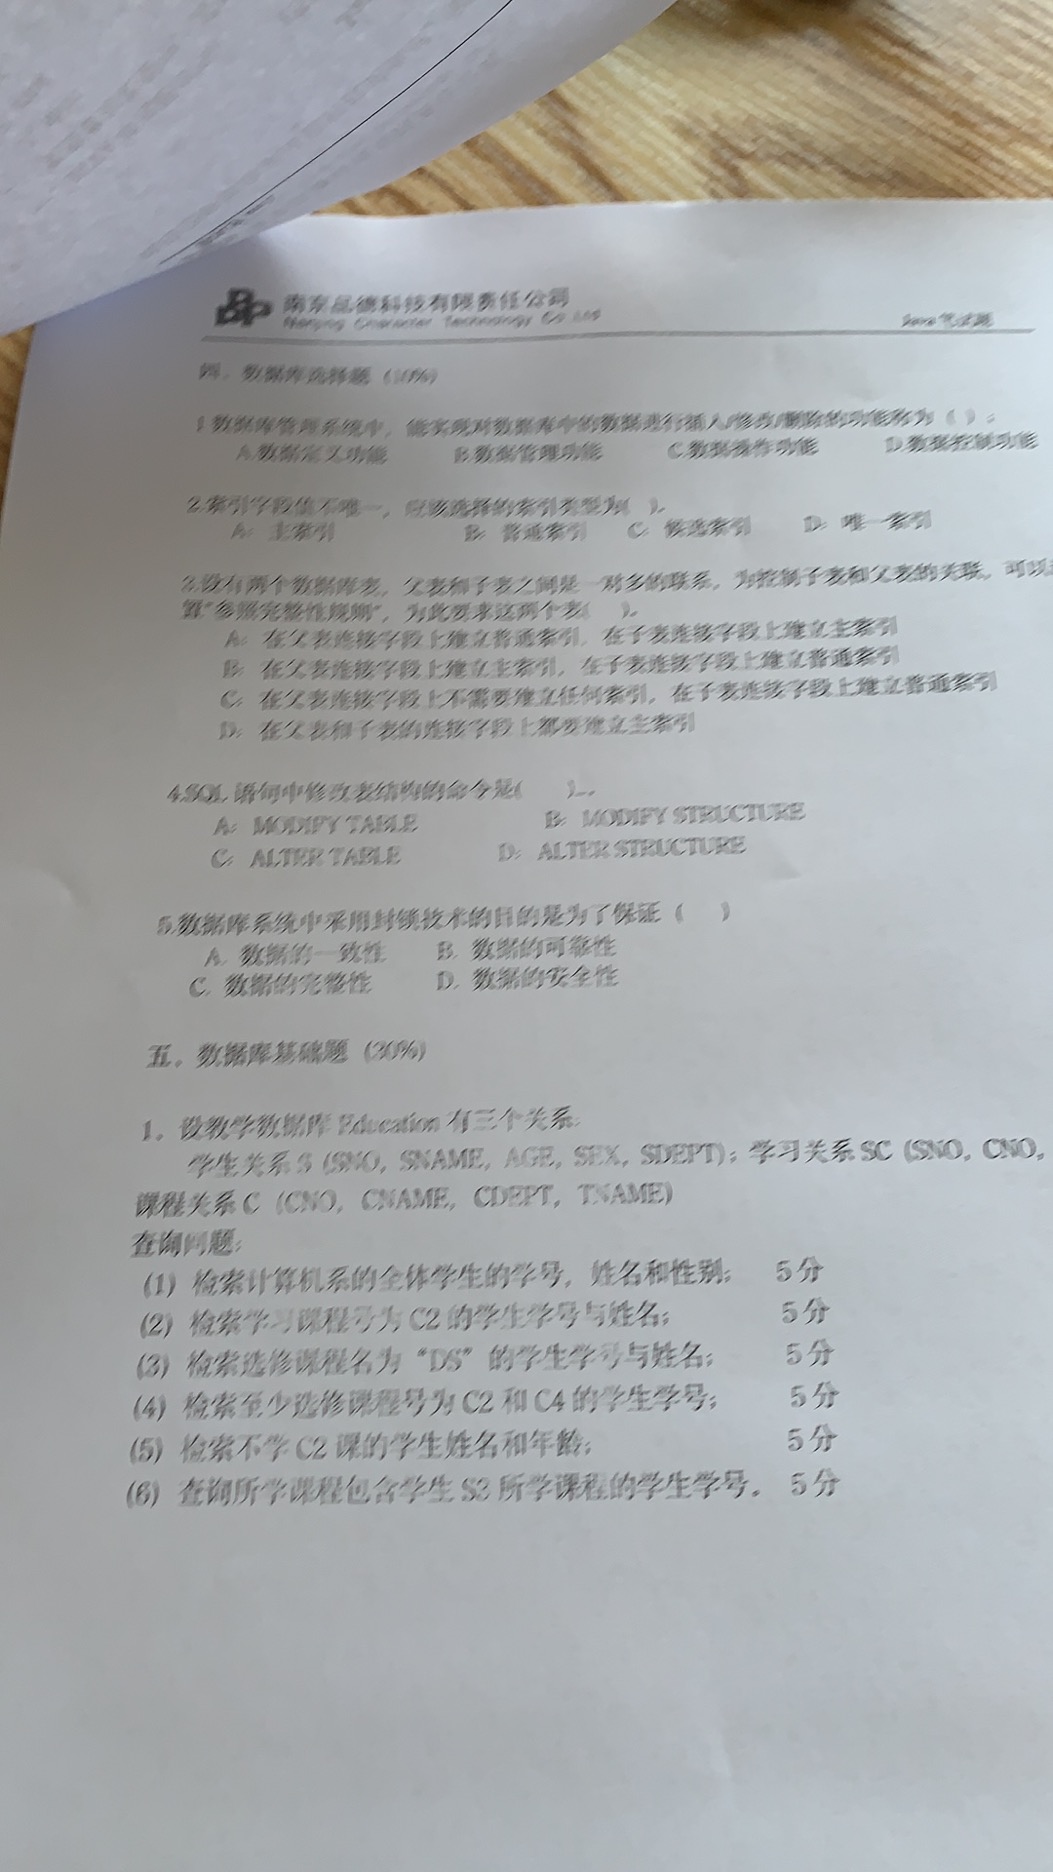 南京品德科技有限责任公司
Nanjing Character Technology Co.Ltd
Java笔试题
四、数据库选择题（10%）
1.数据库管理系统中，能实现对数据库中的数据进行插入/修改/删除的功能称为（ ）；
A.数据定义功能 B.数据管理功能 C.数据操作功能 D.数据控制功能
2.索引字段值不唯一，应该选择的索引类型为( )。
A：主索引 B：普通索引 C：候选索引 D：唯一索引
3.设有两个数据库表，父表和子表之间是一对多的联系，为控制子表和父表的关联，可以
置"参照完整性规则"，为此要求这两个表( )。
A：在父表连接字段上建立普通索引，在子表连接字段上建立主索引
B：在父表连接字段上建立主索引，在子表连接字段上建立普通索引
C：在父表连接字段上不需要建立任何索引，在子表连接字段上建立普通索引
D：在父表和子表的连接字段上都要建立主索引
4.SQL 语句中修改表结构的命令是( )。
A：MODIFY TABLE B：MODIFY STRUCTURE
C：ALTER TABLE D：ALTER STRUCTURE
5.数据库系统中采用封锁技术的目的是为了保证（ ）
A. 数据的一致性 B. 数据的可靠性
C. 数据的完整性 D. 数据的安全性
五、数据库基础题（30%）
1. 设教学数据库 Education 有三个关系：
学生关系 S（SNO，SNAME，AGE，SEX，SDEPT）；学习关系 SC（SNO，CNO，
课程关系 C（CNO，CNAME，CDEPT，TNAME）
查询问题：
(1) 检索计算机系的全体学生的学号，姓名和性别； 5分
(2) 检索学习课程号为 C2 的学生学号与姓名； 5分
(3) 检索选修课程名为“DS”的学生学号与姓名； 5分
(4) 检索至少选修课程号为 C2 和 C4 的学生学号； 5分
(5) 检索不学 C2 课的学生姓名和年龄； 5分
(6) 查询所学课程包含学生 S3 所学课程的学生学号。 5分